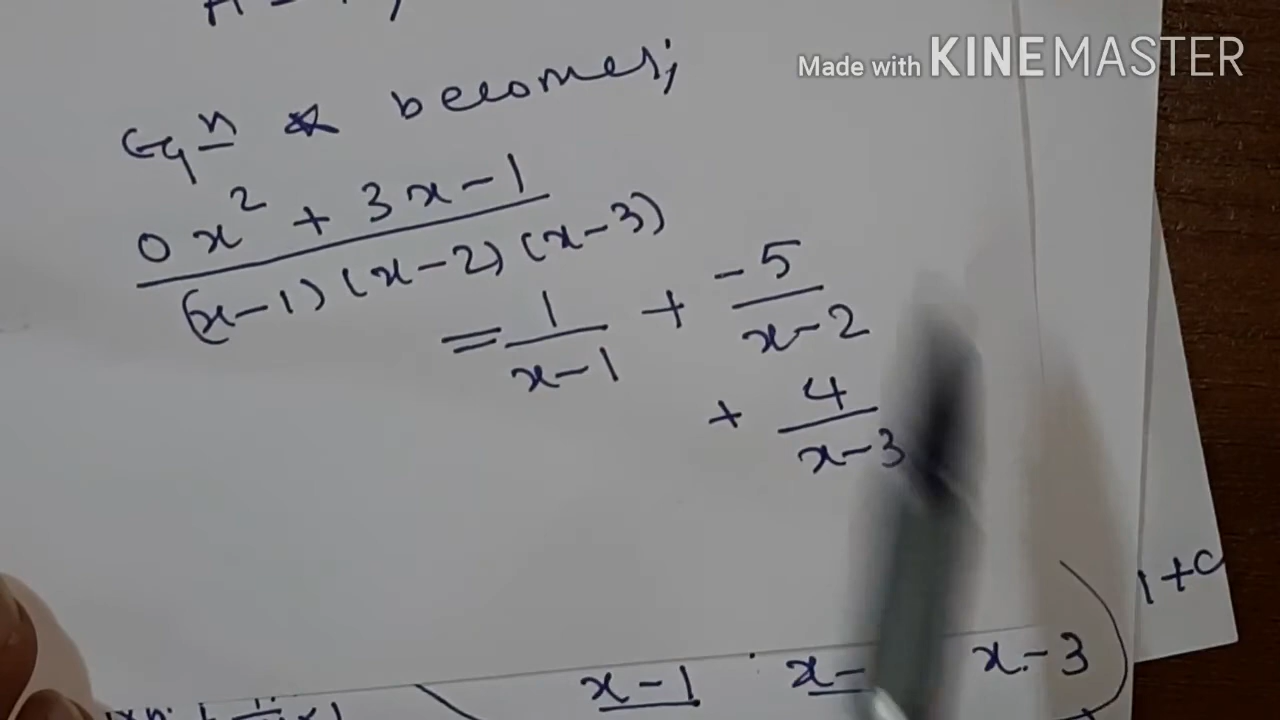 Made with KINEMASTER
Eqn * becomes;
0x² + 3x - 1
(x-1) (x-2) (x-3)
= 1/x-1 + -5/x-2
+ 4/x-3
1+c
x-1 x- x-3